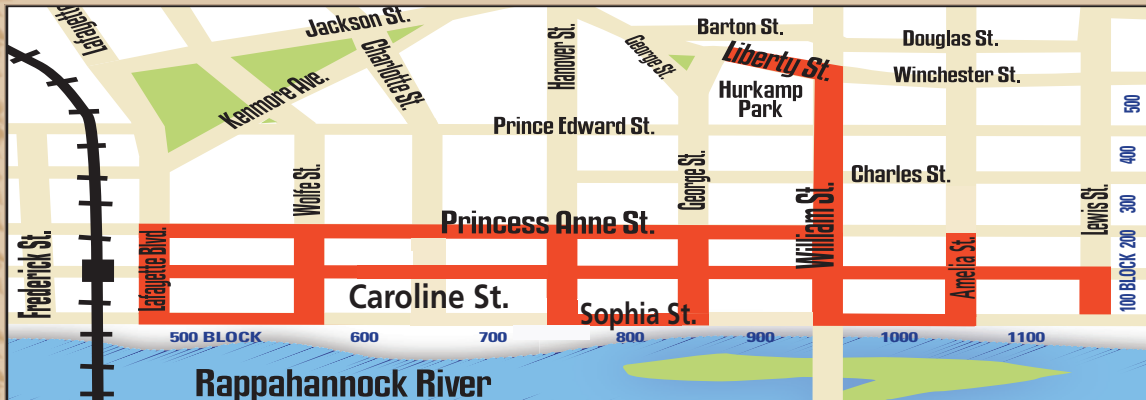 Lafayette
Jackson St.
Charlotte St.
Kenmore Ave.
Hanover St.
George St.
Barton St.
Liberty St.
Hurkamp
Park
Douglas St.
Winchester St.
500
Prince Edward St.
400
Charles St.
Wolfe St.
George St.
William St.
Lewis St.
300
Princess Anne St.
200
Frederick St.
Lafayette Blvd.
Amelia St.
100 BLOCK
Caroline St.
Sophia St.
500 BLOCK
600
700
800
900
1000
1100
Rappahannock River